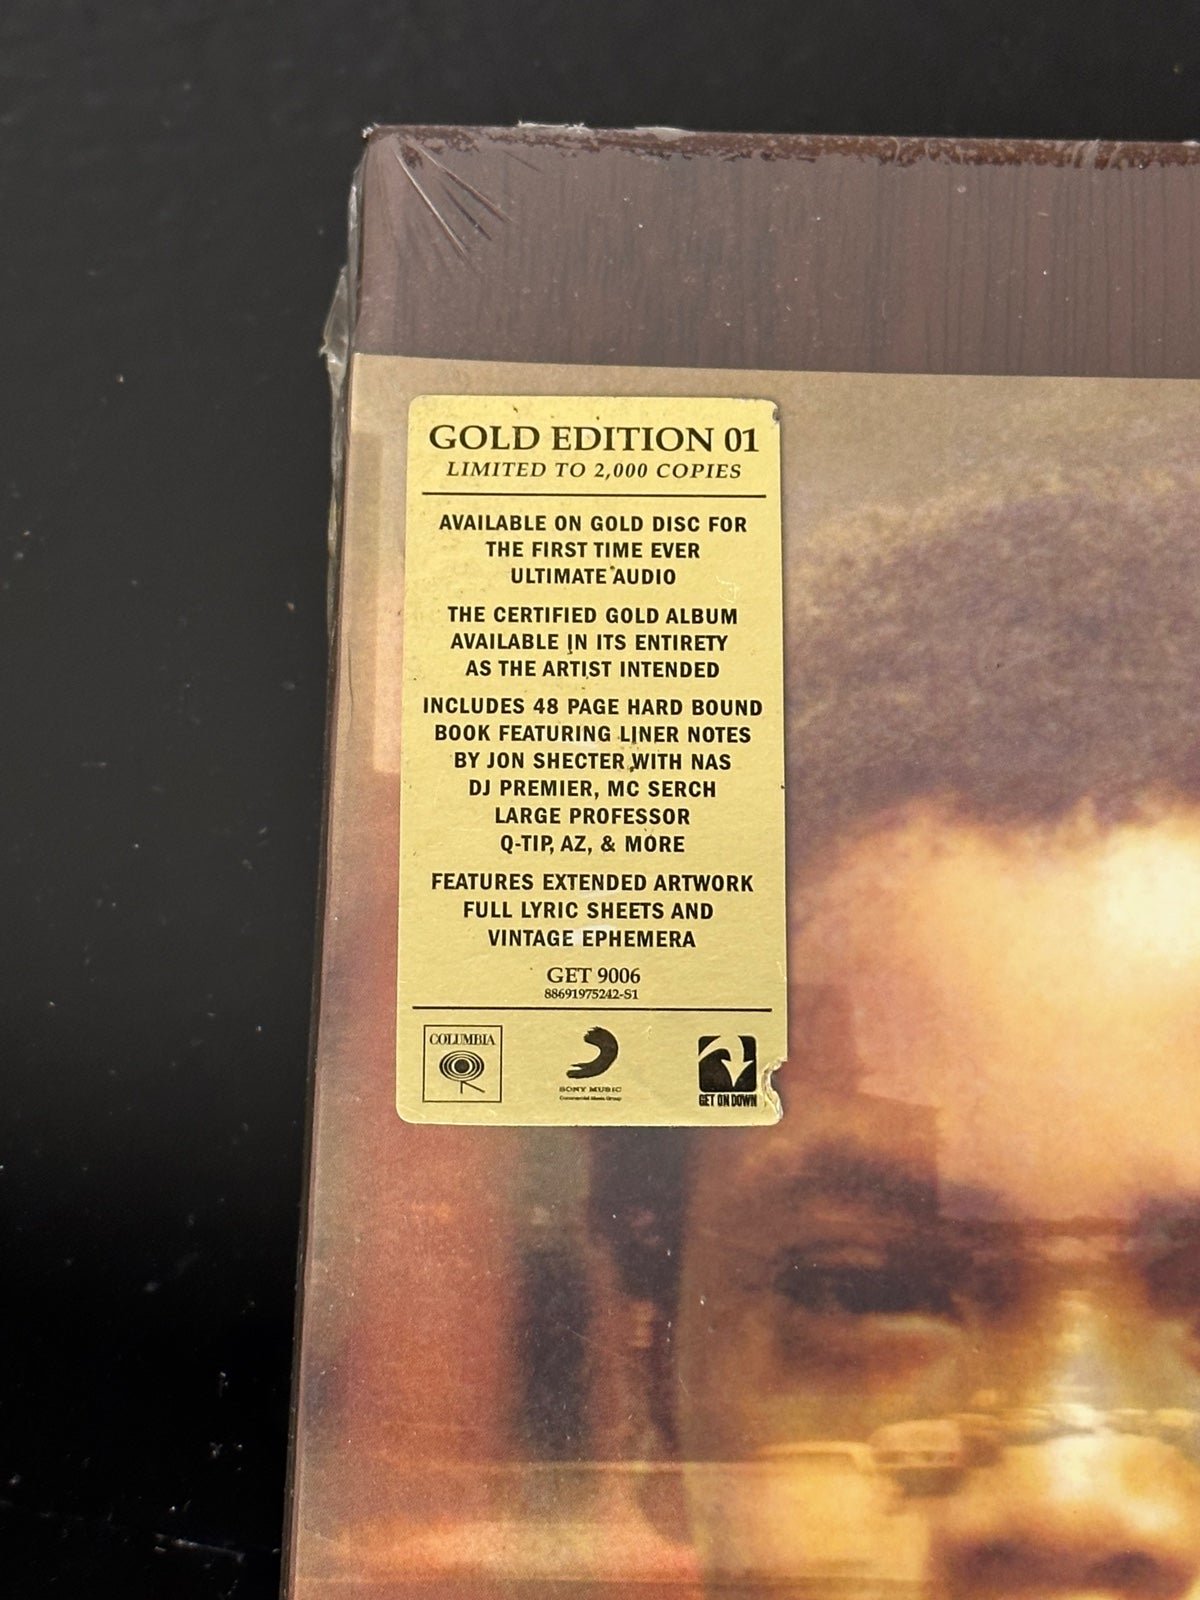 GOLD EDITION 01
LIMITED TO 2,000 COPIES
AVAILABLE ON GOLD DISC FOR
THE FIRST TIME EVER
ULTIMATE AUDIO
THE CERTIFIED GOLD ALBUM
AVAILABLE IN ITS ENTIRETY
AS THE ARTIST INTENDED
INCLUDES 48 PAGE HARD BOUND
BOOK FEATURING LINER NOTES
BY JON SHECTER WITH NAS
DJ PREMIER, MC SERCH
LARGE PROFESSOR
Q-TIP, AZ, & MORE
FEATURES EXTENDED ARTWORK
FULL LYRIC SHEETS AND
VINTAGE EPHEMERA
GET 9006
88691975242-S1
COLUMBIA
SONY MUSIC
Commercial Music Group
GET ON DOWN